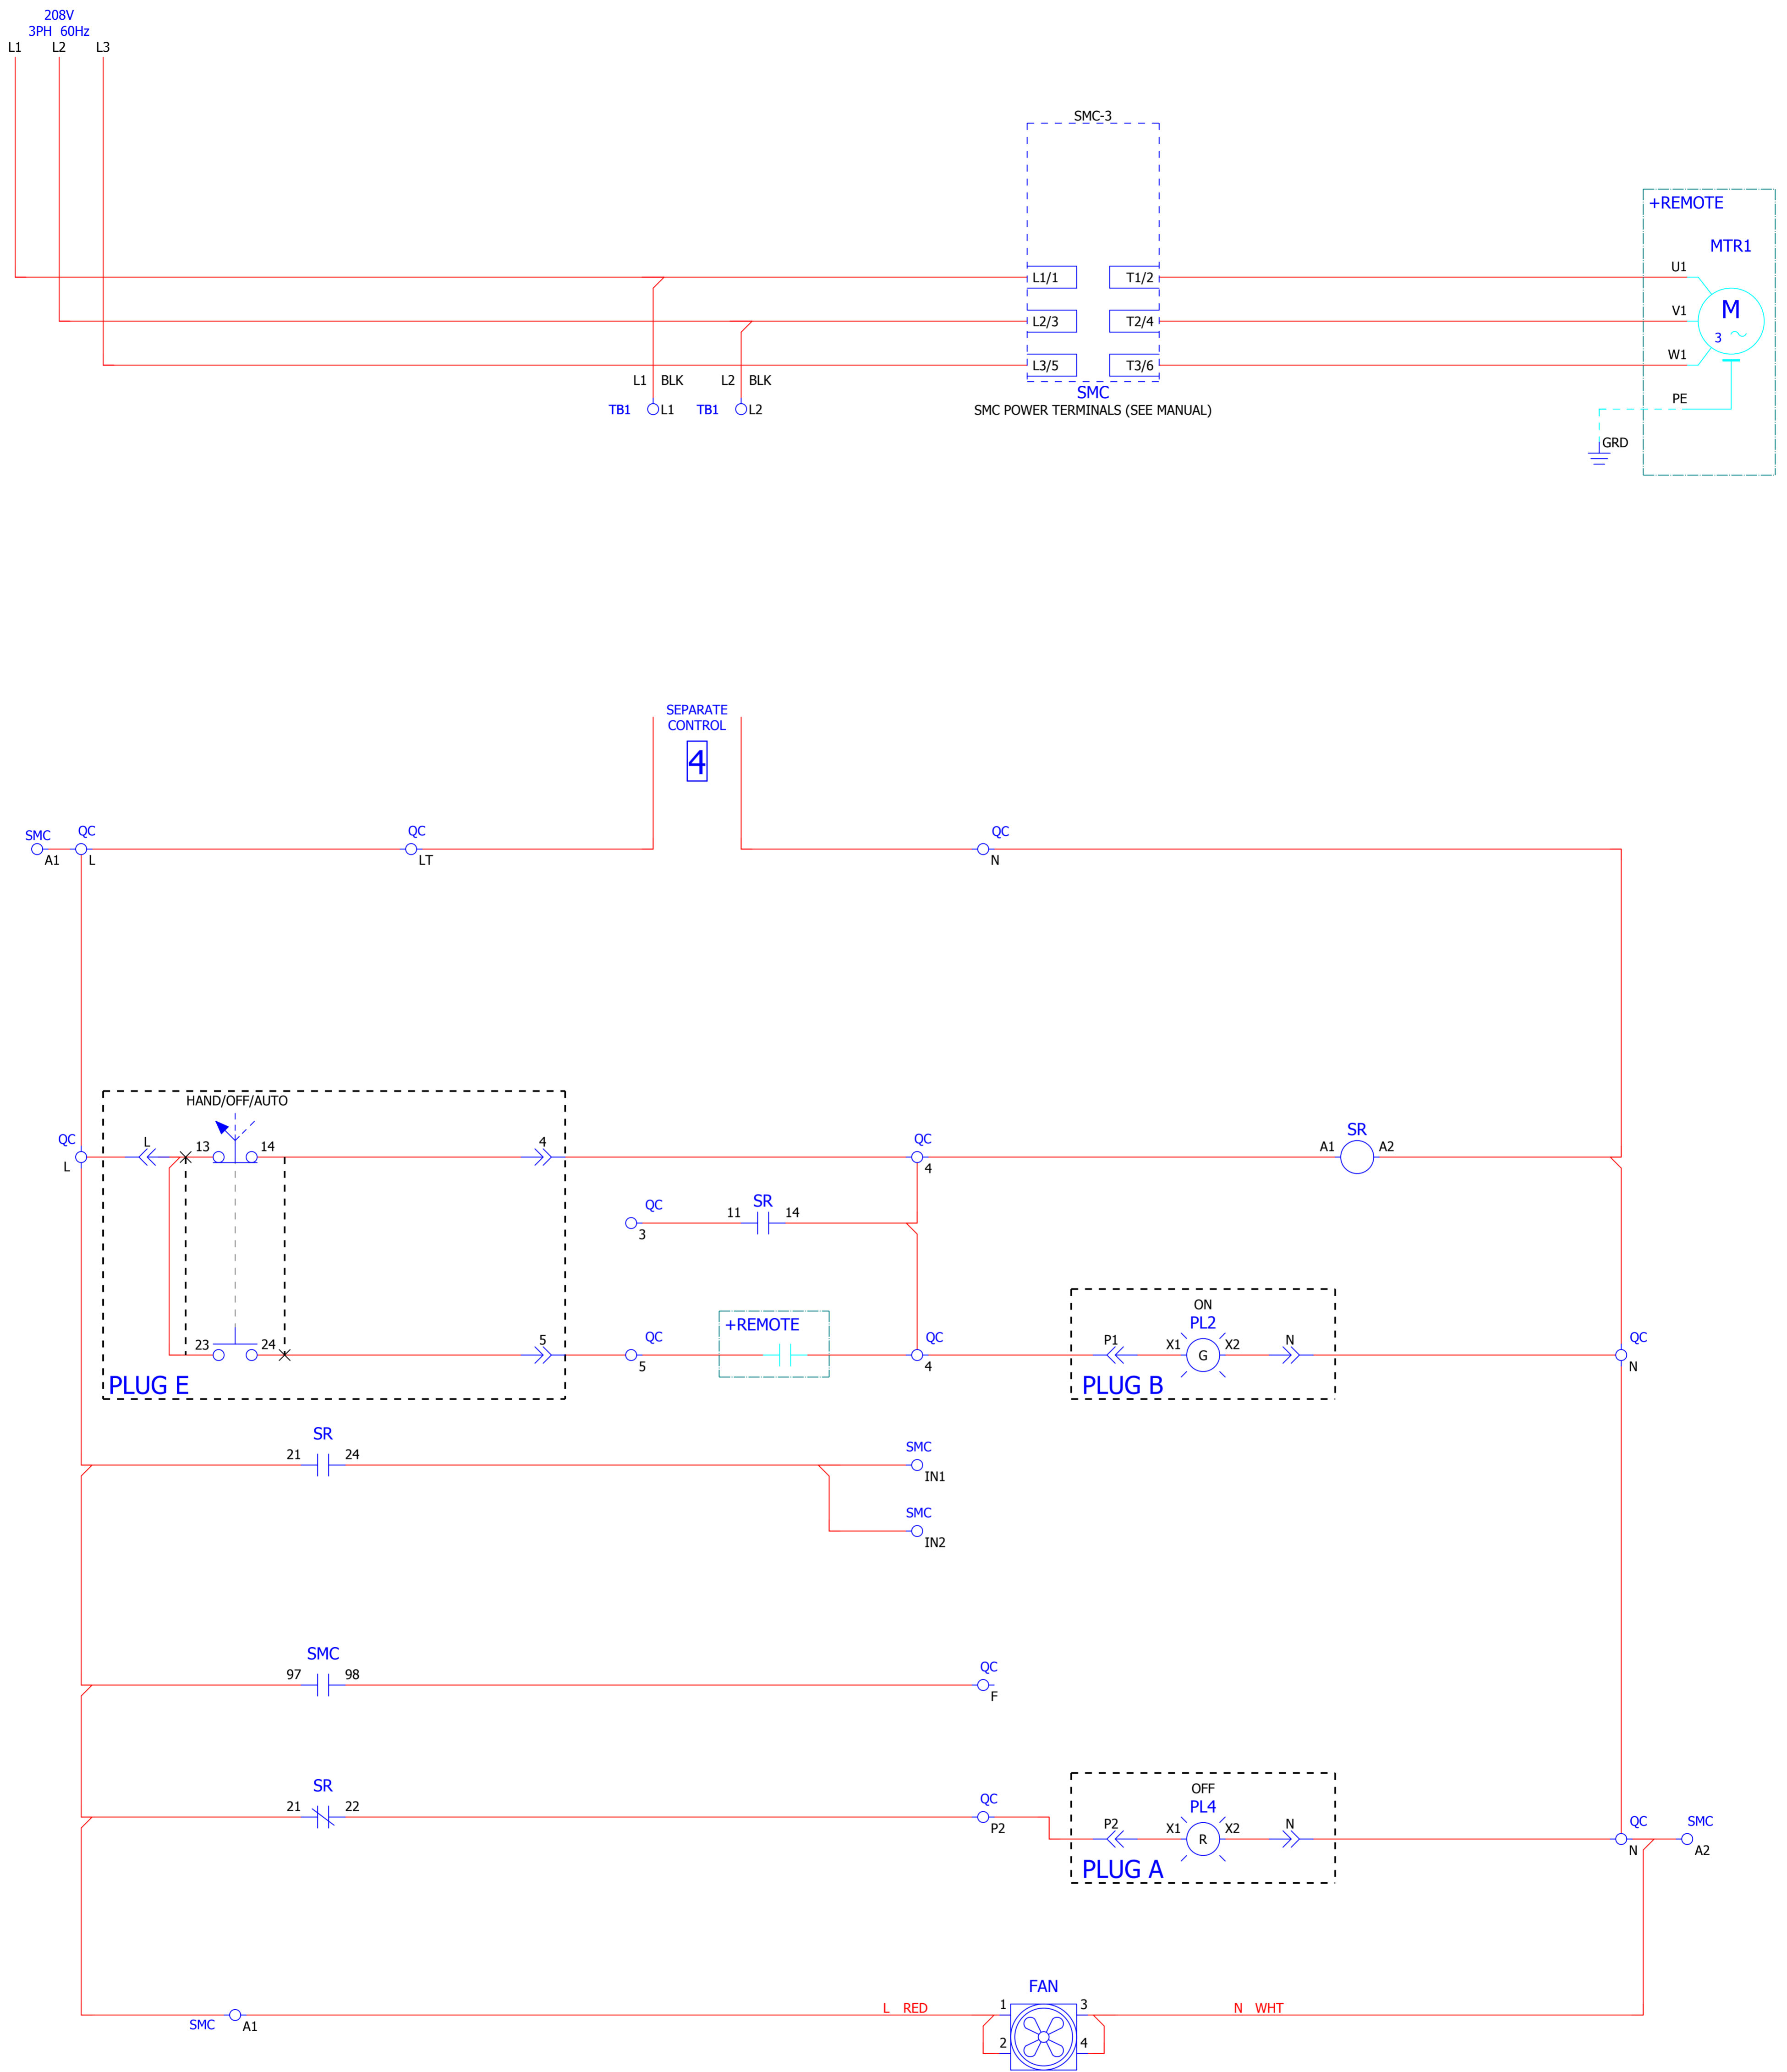 208V
3PH 60Hz
L1 L2 L3
SMC-3
+REMOTE
MTR1
L1/1 T1/2 U1
L2/3 T2/4 V1 M
3
L3/5 T3/6 W1
L1 BLK L2 BLK
SMC
PE
TB1 L1 TB1 L2
SMC POWER TERMINALS (SEE MANUAL)
GRD
SEPARATE
CONTROL
4
SMC QC QC QC
A1 L LT N
HAND/OFF/AUTO
QC L 13 14 4 QC SR
A1 A2
L 4
QC 11 SR 14
3
ON
+REMOTE PL2
23 24 5 QC P1 X1 X2 N QC
G
5 4 N
PLUG E PLUG B
SR SMC
21 24
IN1
SMC
IN2
SMC QC
97 98
F
SR OFF
21 22 QC PL4
P2 P2 X1 X2 N QC SMC
R
N A2
PLUG A
FAN
L RED 1 3 N WHT
SMC A1
2 4